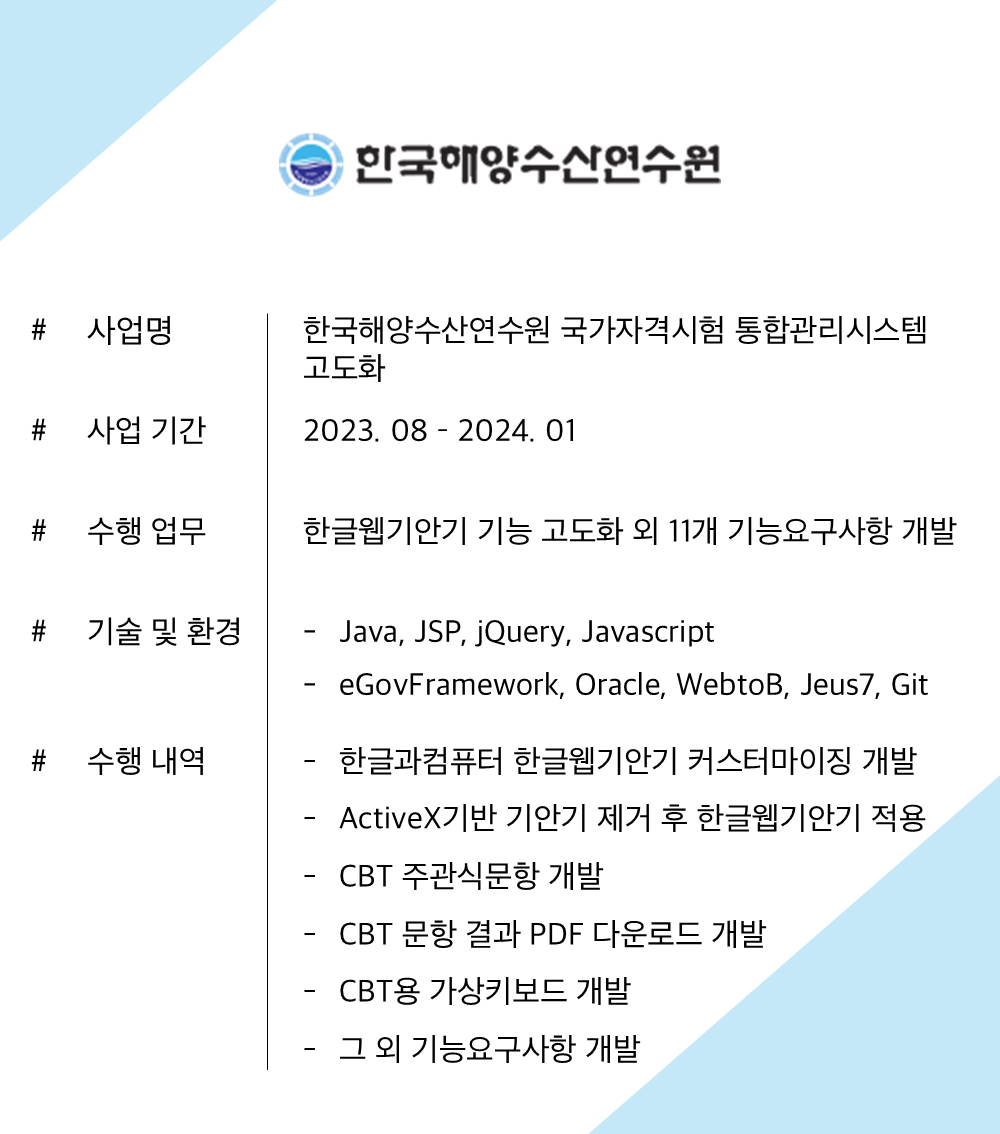 한국해양수산연수원
# 사업명 한국해양수산연수원 국가자격시험 통합관리시스템
고도화
# 사업 기간 2023. 08 - 2024. 01
# 수행 업무 한글웹기안기 기능 고도화 외 11개 기능요구사항 개발
# 기술 및 환경 - Java, JSP, jQuery, Javascript
- eGovFramework, Oracle, WebtoB, Jeus7, Git
# 수행 내역 - 한글과컴퓨터 한글웹기안기 커스터마이징 개발
- ActiveX기반 기안기 제거 후 한글웹기안기 적용
- CBT 주관식문항 개발
- CBT 문항 결과 PDF 다운로드 개발
- CBT용 가상키보드 개발
- 그 외 기능요구사항 개발